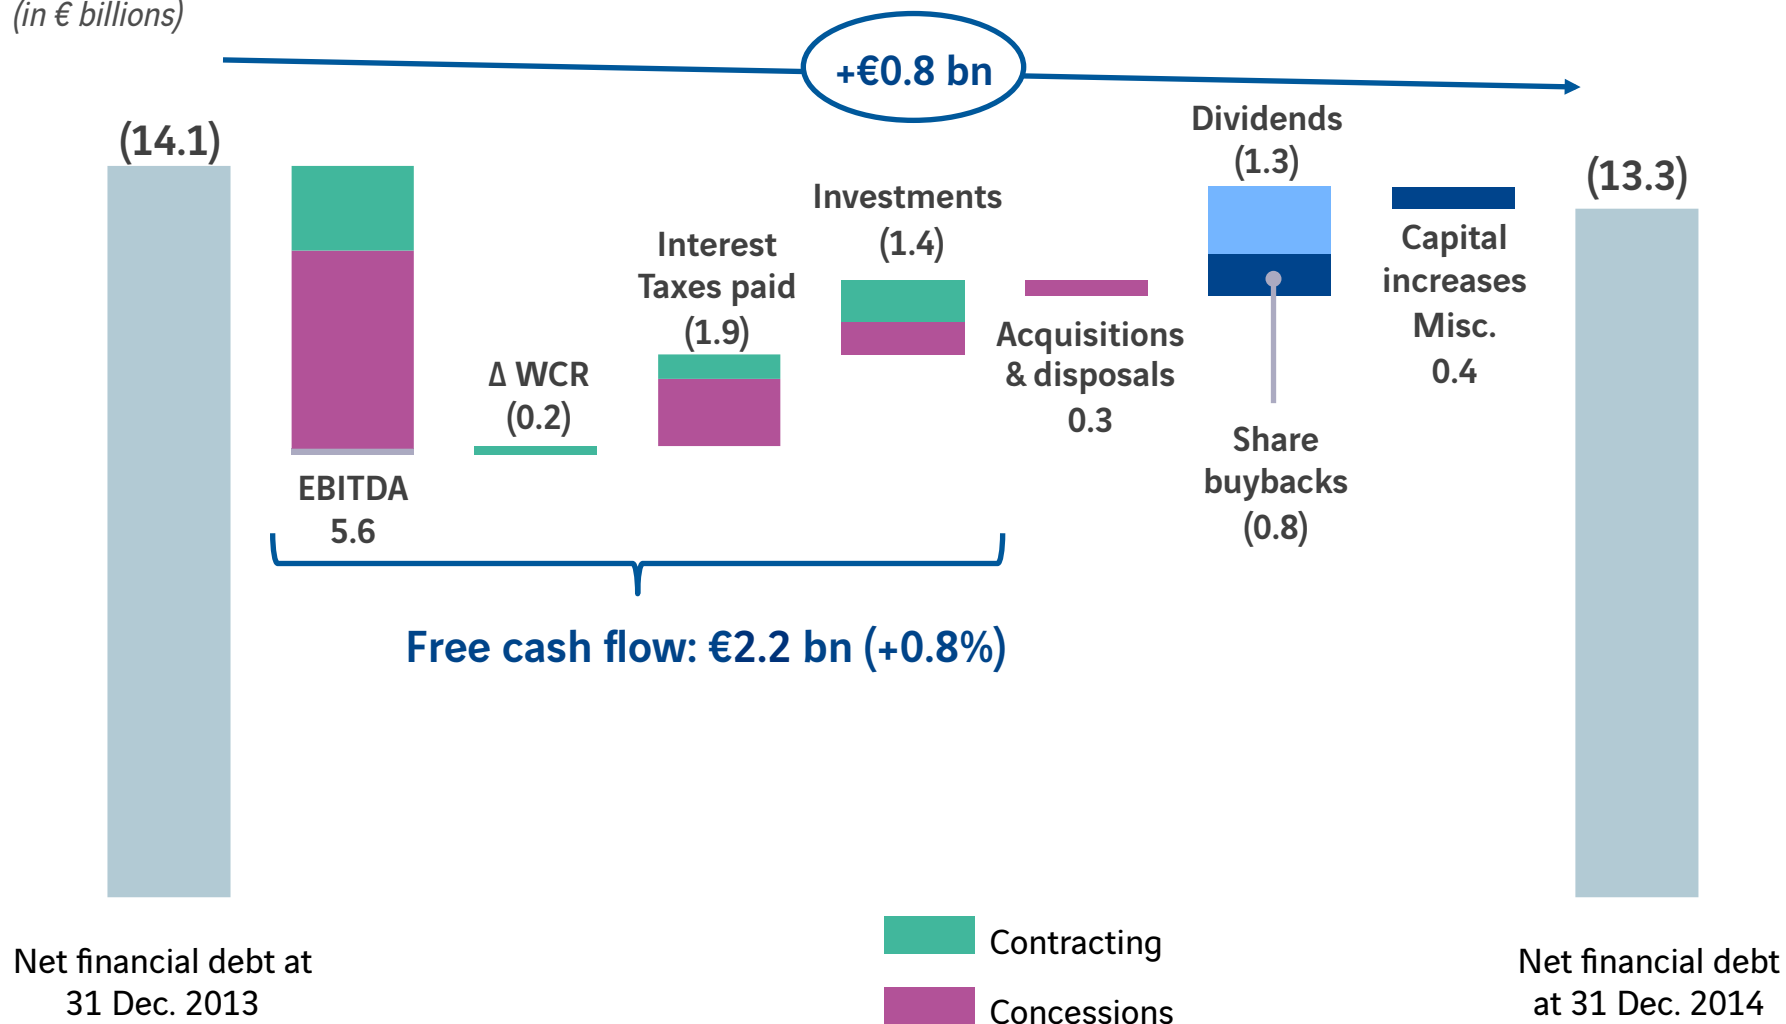 (in € billions)
+€0.8 bn
(14.1)
EBITDA
5.6
Δ WCR
(0.2)
Interest
Taxes paid
(1.9)
Investments
(1.4)
Acquisitions
& disposals
0.3
Dividends
(1.3)
Share
buybacks
(0.8)
Capital
increases
Misc.
0.4
(13.3)
Free cash flow: €2.2 bn (+0.8%)
Net financial debt at
31 Dec. 2013
Contracting
Concessions
Net financial debt
at 31 Dec. 2014